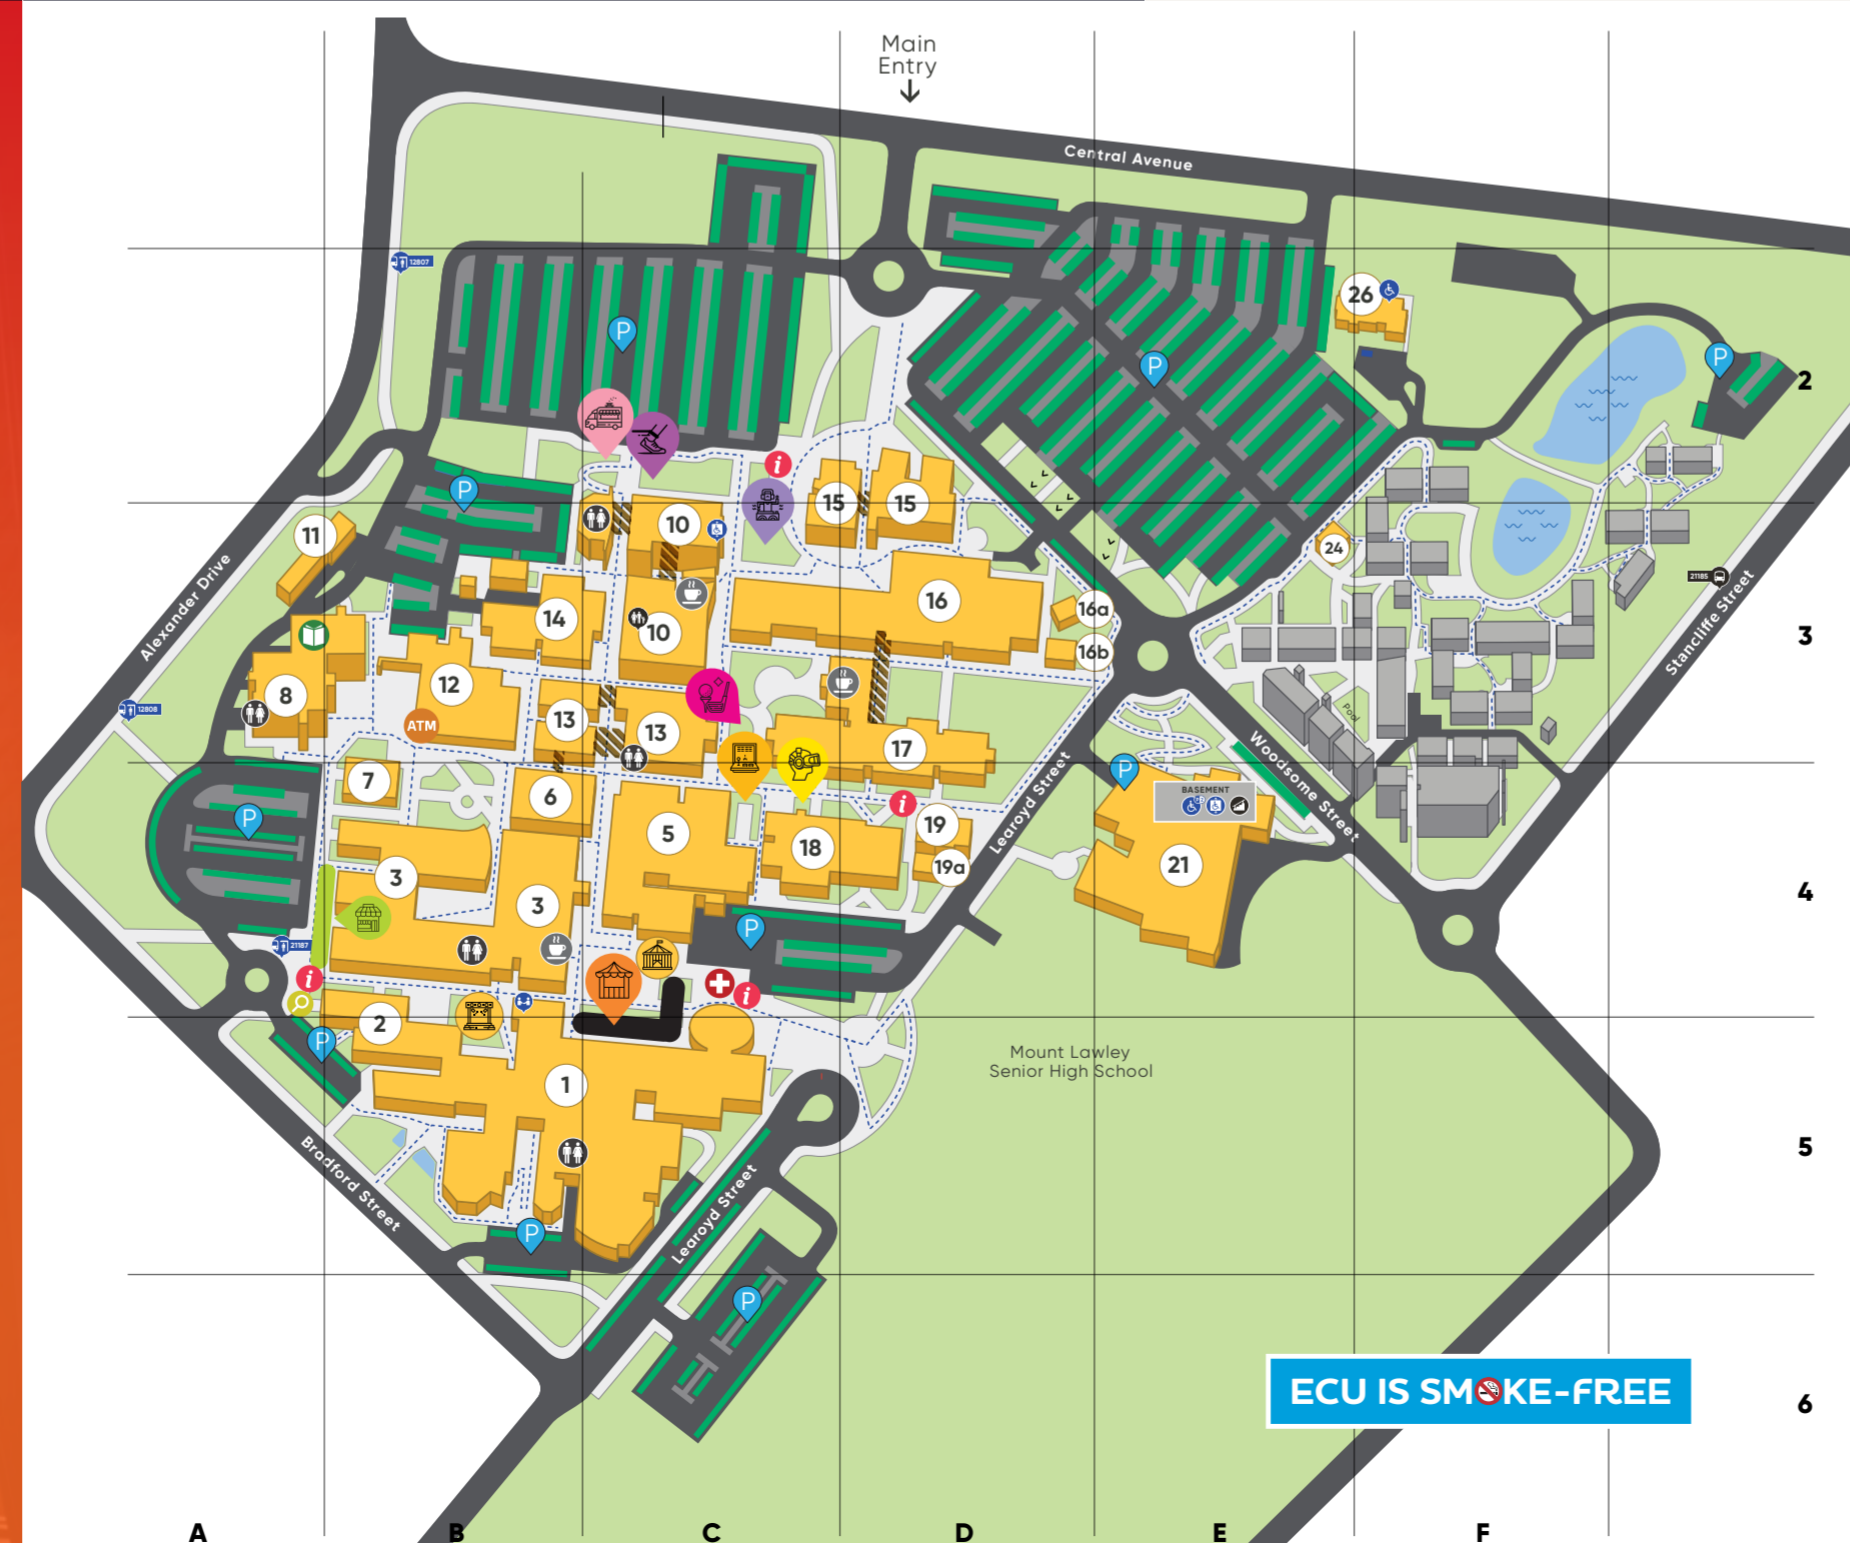 Main
Entry
Central Avenue
12807
26
P
P
P
2
i
P
15
15
10
11
24
21185
Alexander Drive
14
10
16
16a
16b
3
Stancliffe Street
8
12
12808
ATM
13
13
17
Pool
Woodsome Street
Learoyd Street
P
7
6
BASEMENT
i
P
5
18
19
19a
21
3
3
4
P
21187
i
i
2
P
1
Mount Lawley
Senior High School
5
Bradford Street
Learoyd Street
P
P
ECU IS SMOKE-FREE
6
A
B
C
D
E
F